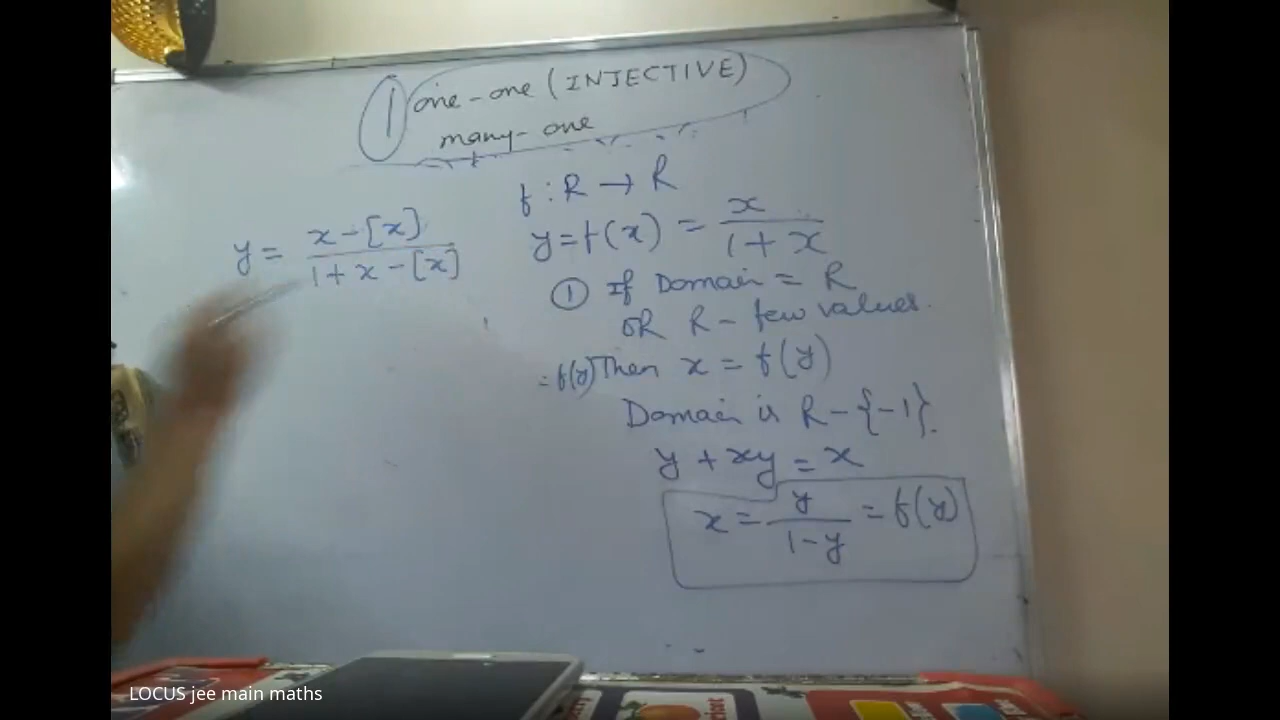 1 one-one (INJECTIVE)
many-one
f : R → R
y = f(x) = x / 1 + x
y = x - [x] / 1 + x - [x]
① If Domain = R
OR R - few values.
= f(y) Then x = f(y)
Domain is R - {-1}.
y + xy = x
x = y / 1 - y = f(y)
LOCUS jee main maths